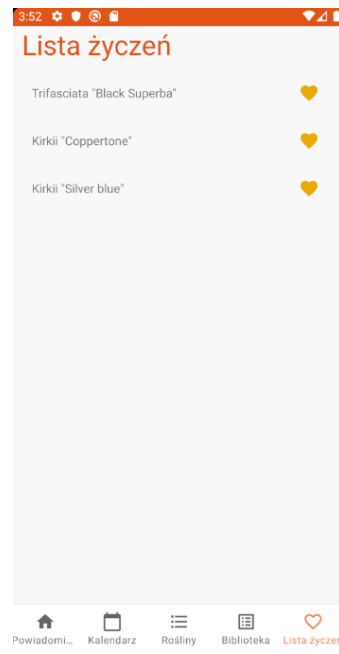 3:52
Lista życzeń
Trifasciata "Black Superba"
Kirkii "Coppertone"
Kirkii "Silver blue"
Powiadomi... Kalendarz Rośliny Biblioteka Lista życzeń